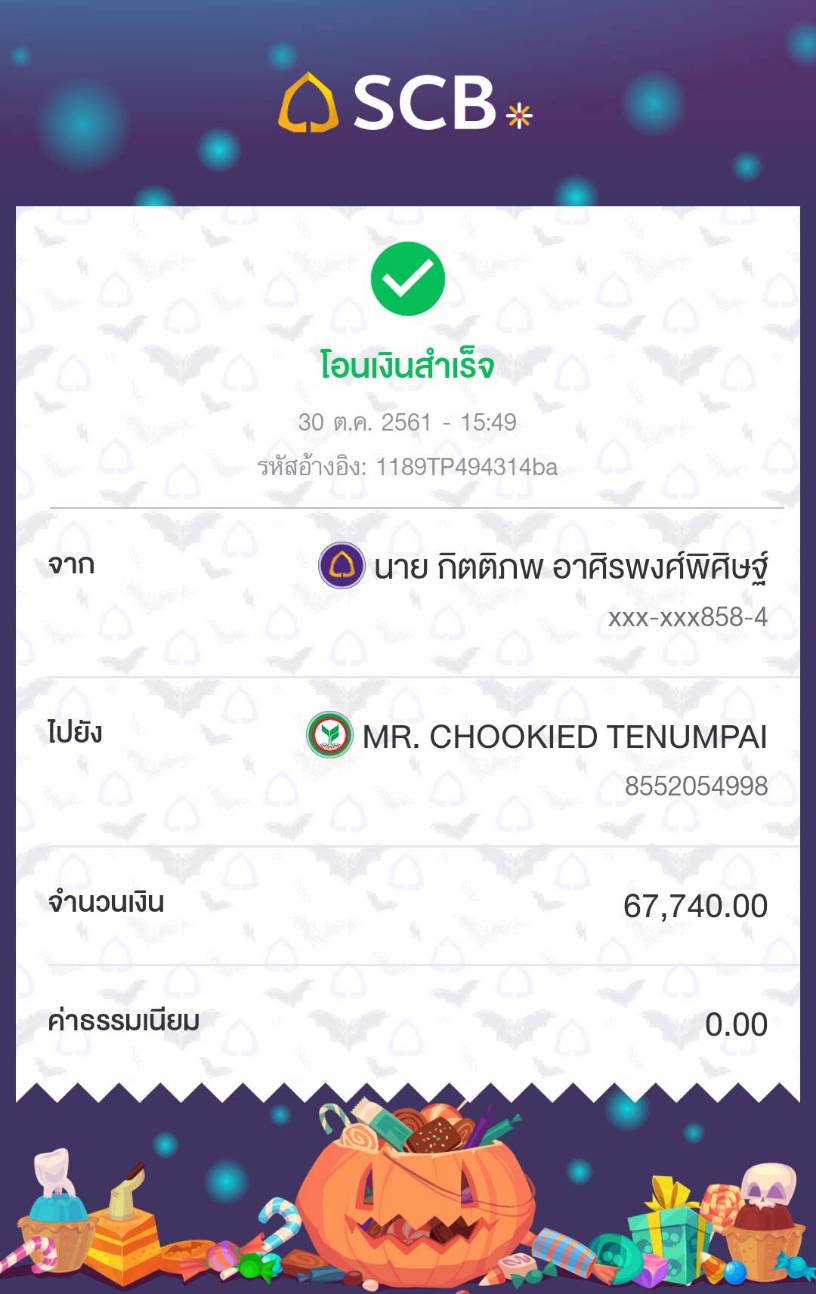 SCB
โอนเงินสำเร็จ
30 ต.ค. 2561 - 15:49
รหัสอ้างอิง: 1189TP494314ba
จาก
นาย กิตติภพ อาศิรพงศ์พิศิษฐ์
xxx-xxx858-4
ไปยัง
MR. CHOOKIED TENUMPAI
8552054998
จำนวนเงิน 67,740.00
ค่าธรรมเนียม 0.00